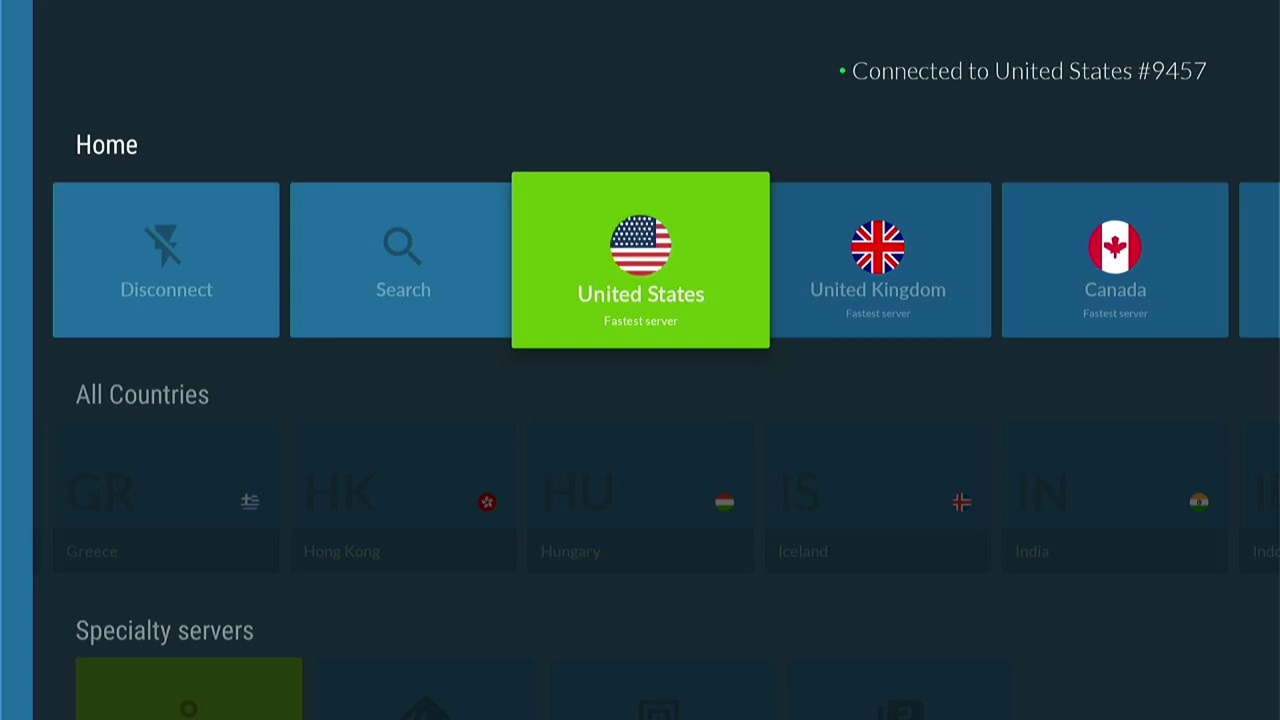 Connected to United States #9457
Home
Disconnect
Search
United States
Fastest server
United Kingdom
Fastest server
Canada
Fastest server
All Countries
GR
Greece
HK
Hong Kong
HU
Hungary
IS
Iceland
IN
India
Specialty servers